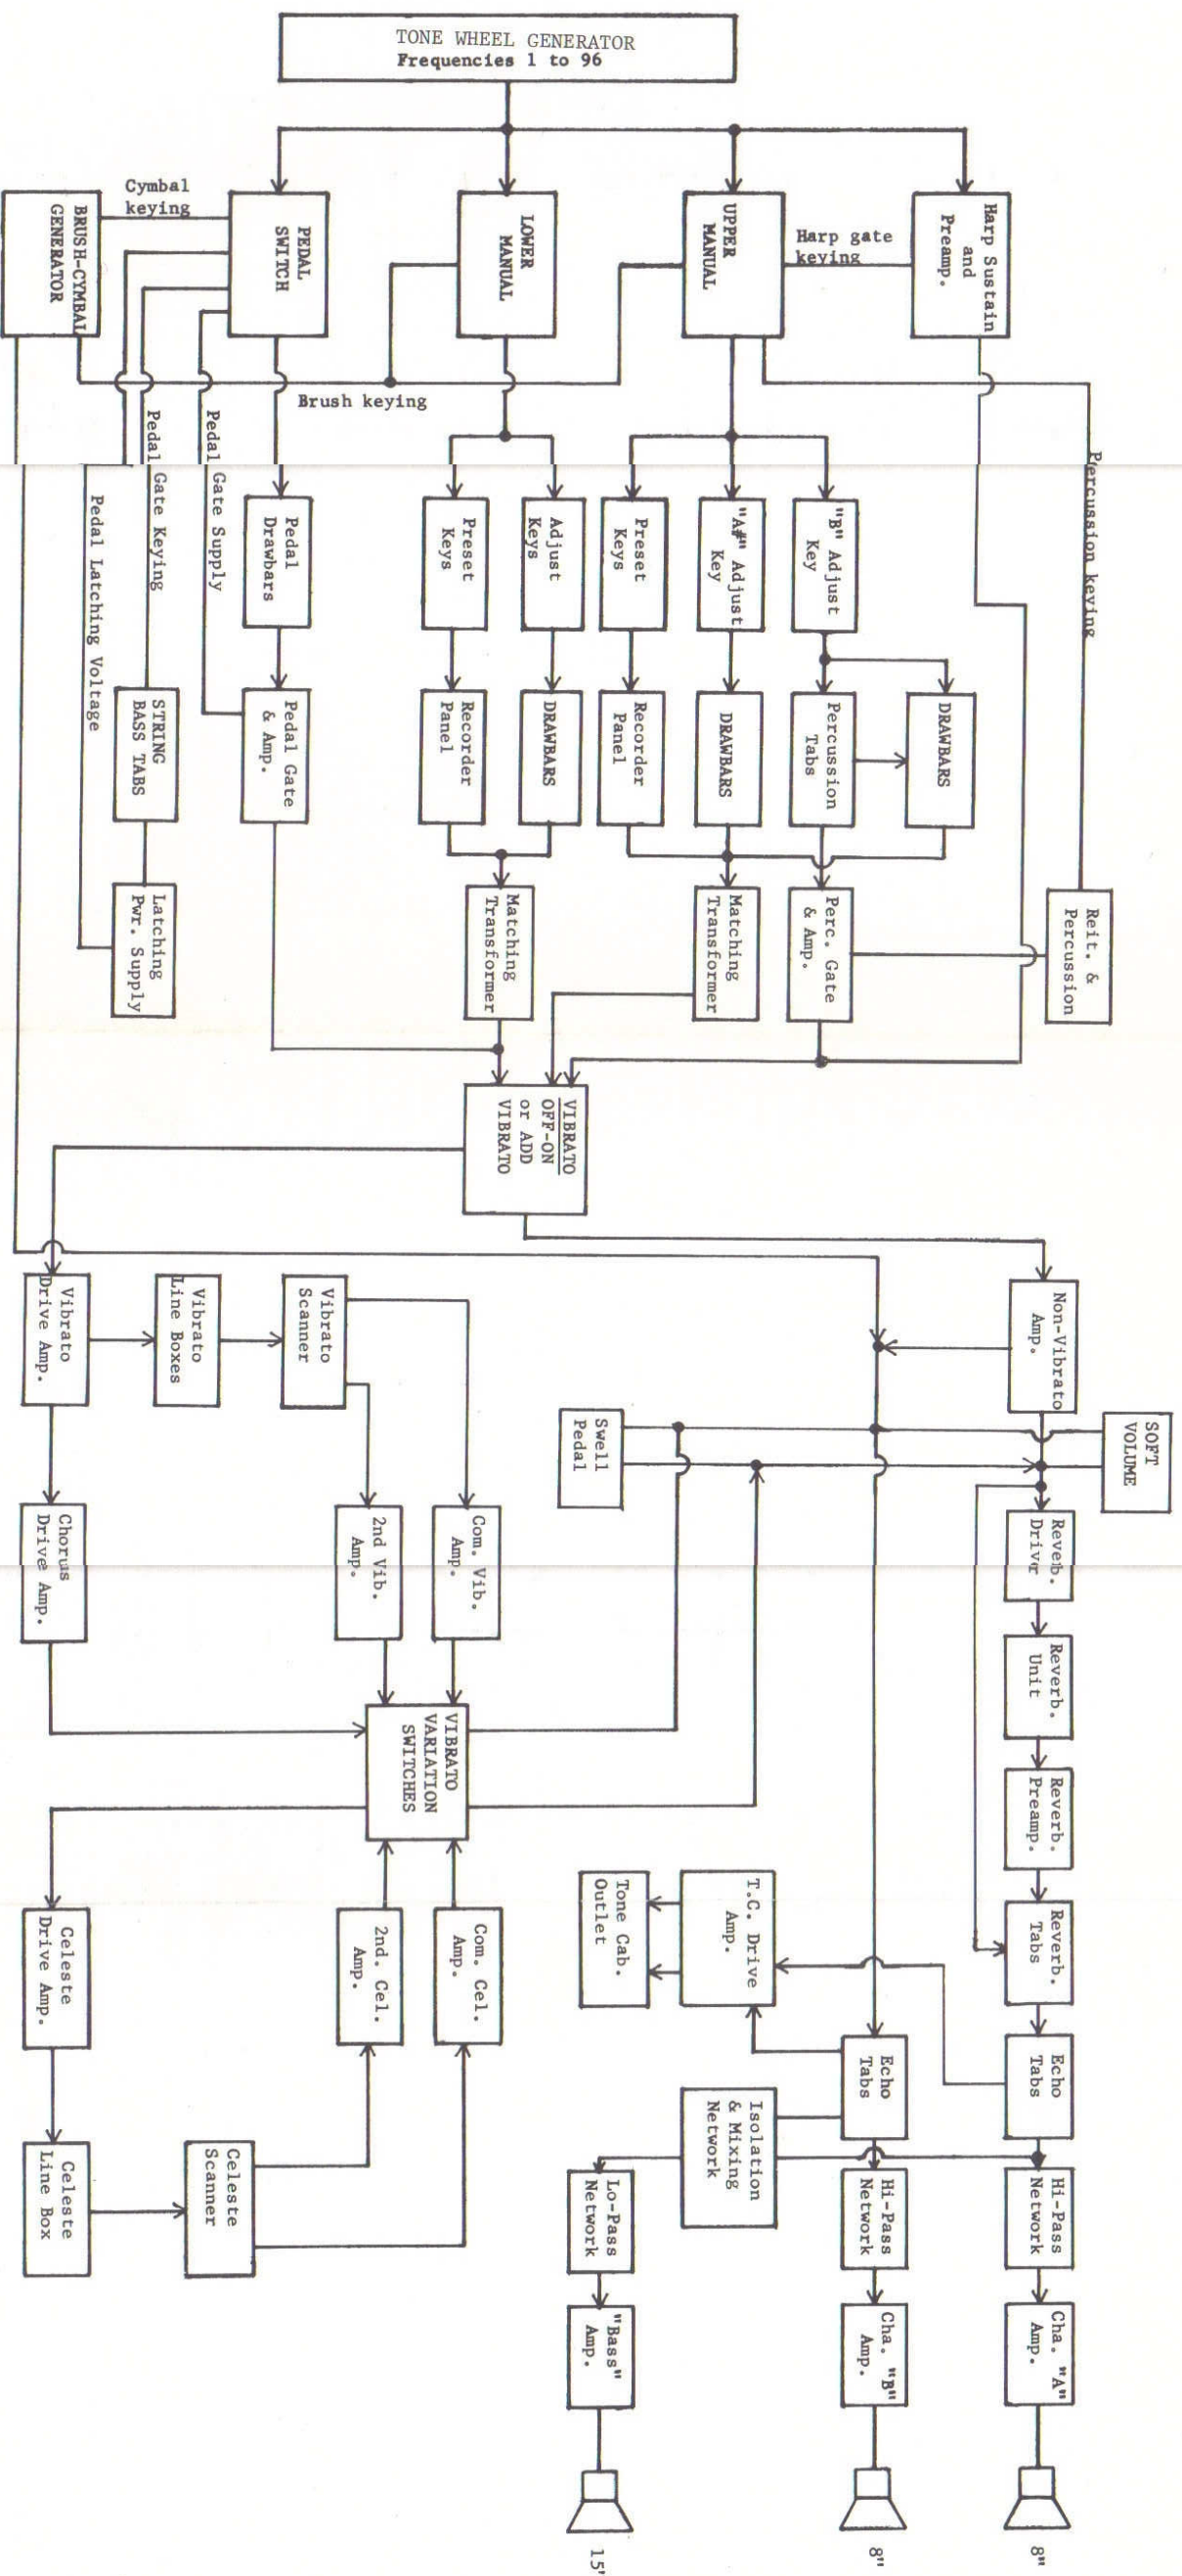 TONE WHEEL GENERATOR
Frequencies 1 to 96
Harp Sustain
and
Preamp.
Harp gate
keying
UPPER
MANUAL
LOWER
MANUAL
PEDAL
SWITCH
Cymbal
keying
BRUSH-CYMBAL
GENERATOR
Brush keying
Percussion keying
Pedal Gate Supply
Pedal Gate Keying
Pedal Latching Voltage
"B" Adjust
Key
"A#" Adjust
Key
Preset
Keys
Adjust
Keys
Preset
Keys
Pedal
Drawbars
DRAWBARS
Percussion
Tabs
DRAWBARS
Recorder
Panel
DRAWBARS
Recorder
Panel
Pedal Gate
& Amp.
STRING
BASS TABS
Reit. &
Percussion
Perc. Gate
& Amp.
Matching
Transformer
Matching
Transformer
Latching
Pwr. Supply
VIBRATO
OFF-ON
or ADD
VIBRATO
Non-Vibrato
Amp.
Vibrato
Scanner
Vibrato
Line Boxes
Vibrato
Drive Amp.
SOFT
VOLUME
Swell
Pedal
Reverb.
Driver
Com. Vib.
Amp.
2nd Vib.
Amp.
Chorus
Drive Amp.
Reverb.
Unit
VIBRATO
VARIATION
SWITCHES
Reverb.
Preamp.
Reverb.
Tabs
T.C. Drive
Amp.
Tone Cab.
Outlet
Com. Cel.
Amp.
2nd. Cel.
Amp.
Celeste
Drive Amp.
Echo
Tabs
Echo
Tabs
Isolation
& Mixing
Network
Celeste
Scanner
Celeste
Line Box
Hi-Pass
Network
Hi-Pass
Network
Lo-Pass
Network
Cha. "A"
Amp.
Cha. "B"
Amp.
"Bass"
Amp.
8"
8"
15'